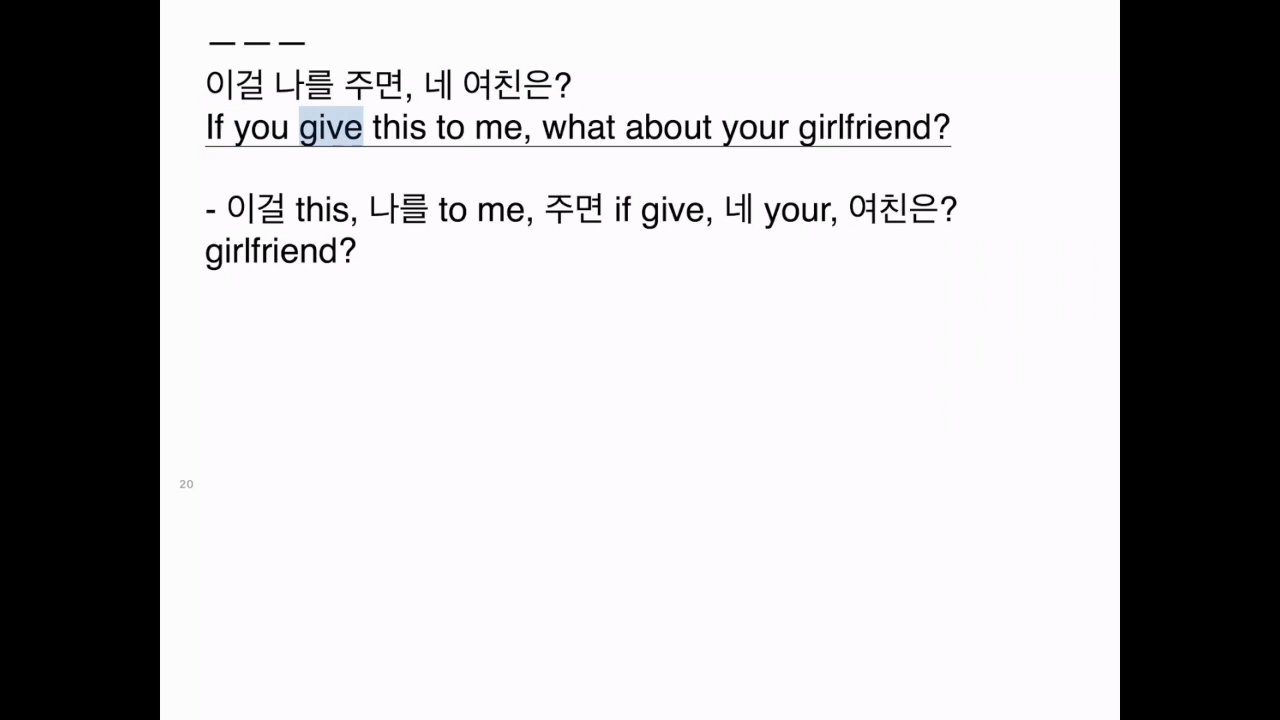 ———
이걸 나를 주면, 네 여친은?
If you give this to me, what about your girlfriend?
- 이걸 this, 나를 to me, 주면 if give, 네 your, 여친은?
girlfriend?
20